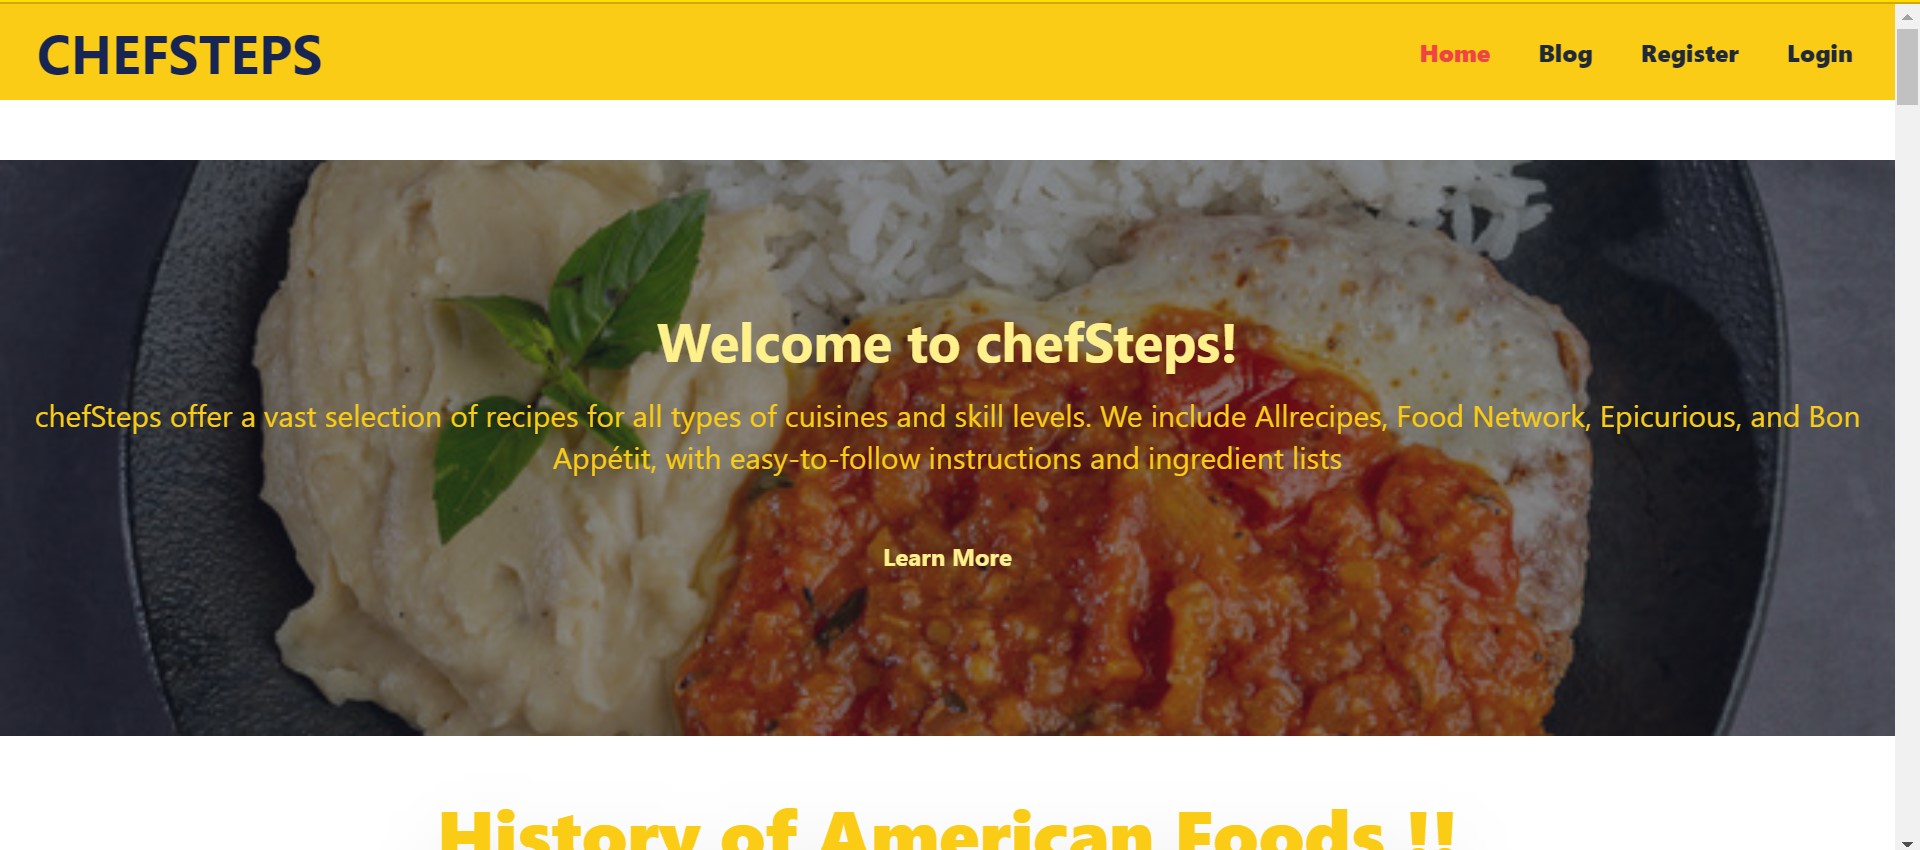 CHEFSTEPS
Home Blog Register Login
Welcome to chefSteps!
chefSteps offer a vast selection of recipes for all types of cuisines and skill levels. We include Allrecipes, Food Network, Epicurious, and Bon
Appétit, with easy-to-follow instructions and ingredient lists
Learn More
History of American Foods !!